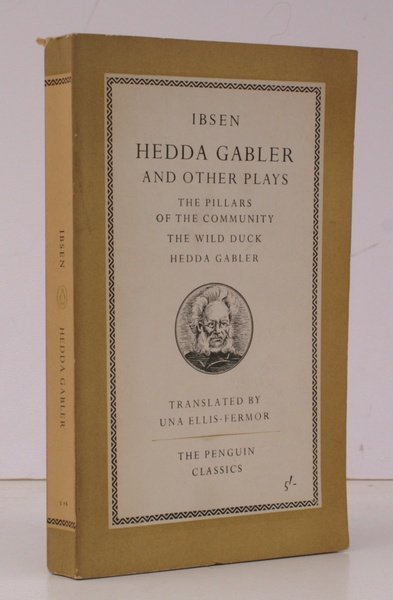 IBSEN
HEDDA GABLER
AND OTHER PLAYS
THE PILLARS
OF THE COMMUNITY
THE WILD DUCK
HEDDA GABLER
TRANSLATED BY
UNA ELLIS-FERMOR
THE PENGUIN
CLASSICS
5/-
IBSEN
HEDDA GABLER